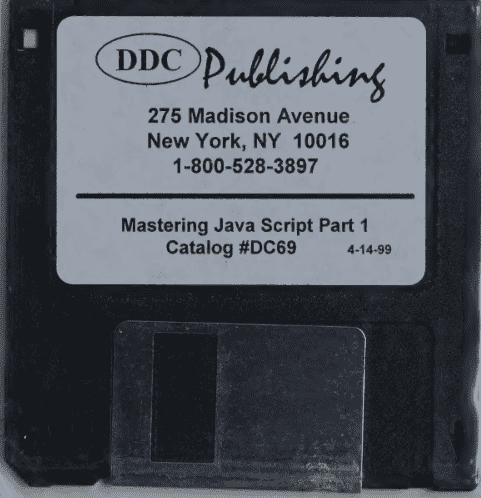 DDC Publishing
275 Madison Avenue
New York, NY 10016
1-800-528-3897
Mastering Java Script Part 1
Catalog #DC69 4-14-99